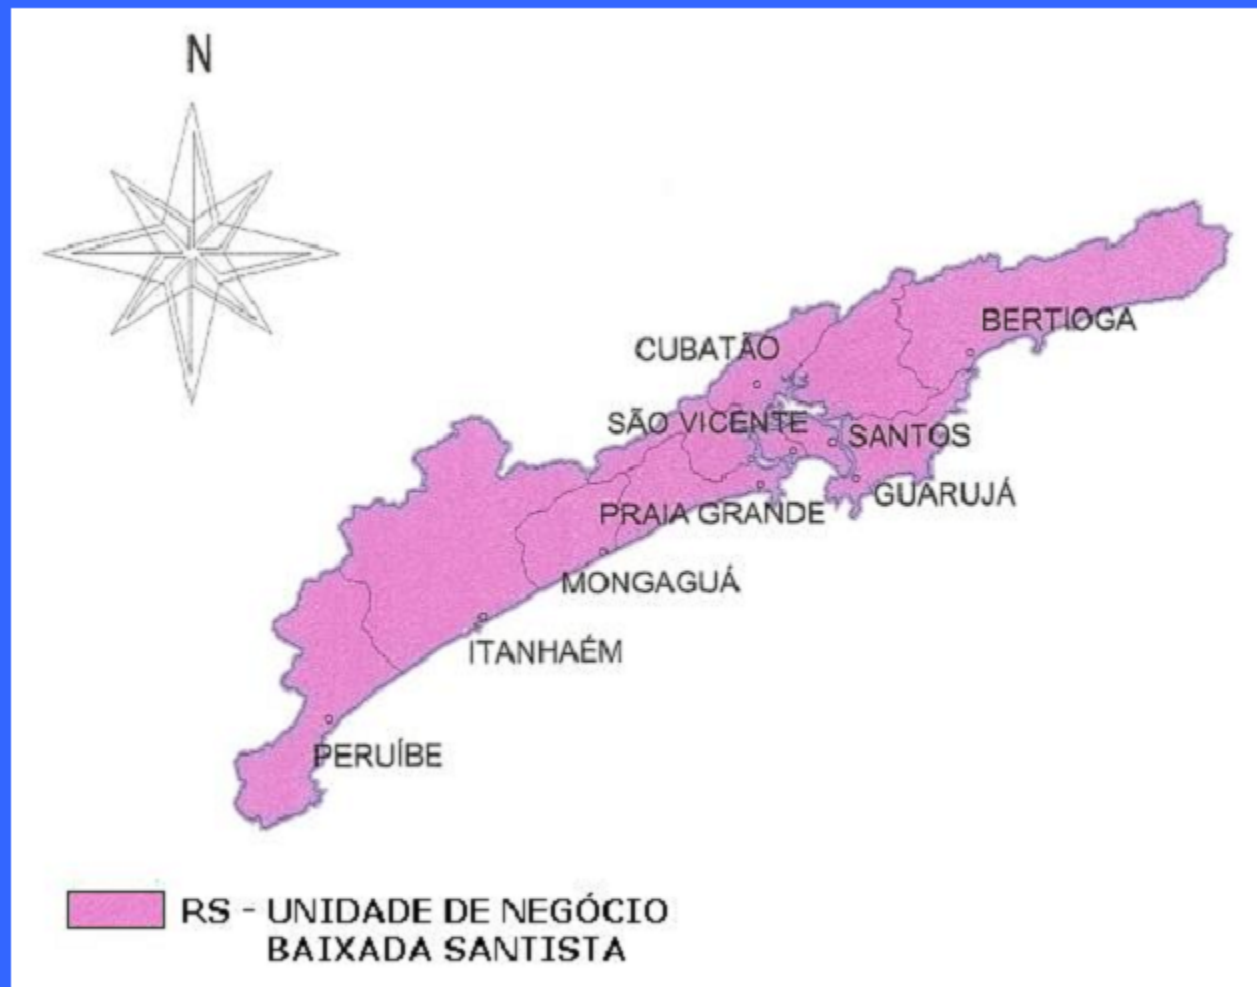 N
BERTIOGA
CUBATÃO
SÃO VICENTE
SANTOS
GUARUJÁ
PRAIA GRANDE
MONGAGUÁ
ITANHAÉM
PERUÍBE
RS - UNIDADE DE NEGÓCIO
BAIXADA SANTISTA